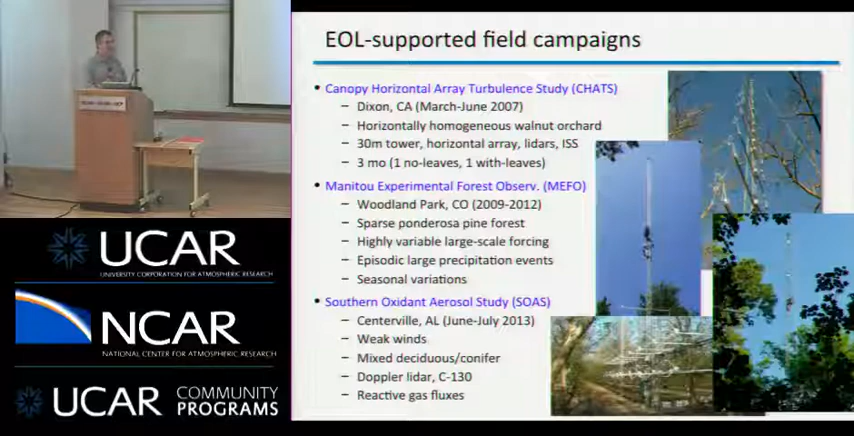 EOL-supported field campaigns
• Canopy Horizontal Array Turbulence Study (CHATS)
– Dixon, CA (March-June 2007)
– Horizontally homogeneous walnut orchard
– 30m tower, horizontal array, lidars, ISS
– 3 mo (1 no-leaves, 1 with-leaves)
• Manitou Experimental Forest Observ. (MEFO)
– Woodland Park, CO (2009-2012)
– Sparse ponderosa pine forest
– Highly variable large-scale forcing
– Episodic large precipitation events
– Seasonal variations
• Southern Oxidant Aerosol Study (SOAS)
– Centerville, AL (June-July 2013)
– Weak winds
– Mixed deciduous/conifer
– Doppler lidar, C-130
– Reactive gas fluxes
UCAR
UNIVERSITY CORPORATION FOR ATMOSPHERIC RESEARCH
NCAR
NATIONAL CENTER FOR ATMOSPHERIC RESEARCH
UCAR COMMUNITY
PROGRAMS